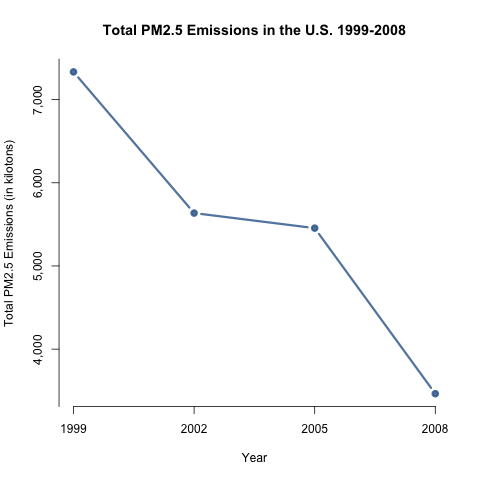 Total PM2.5 Emissions in the U.S. 1999-2008
Total PM2.5 Emissions (in kilotons)
7,000
6,000
5,000
4,000
1999 2002 2005 2008
Year